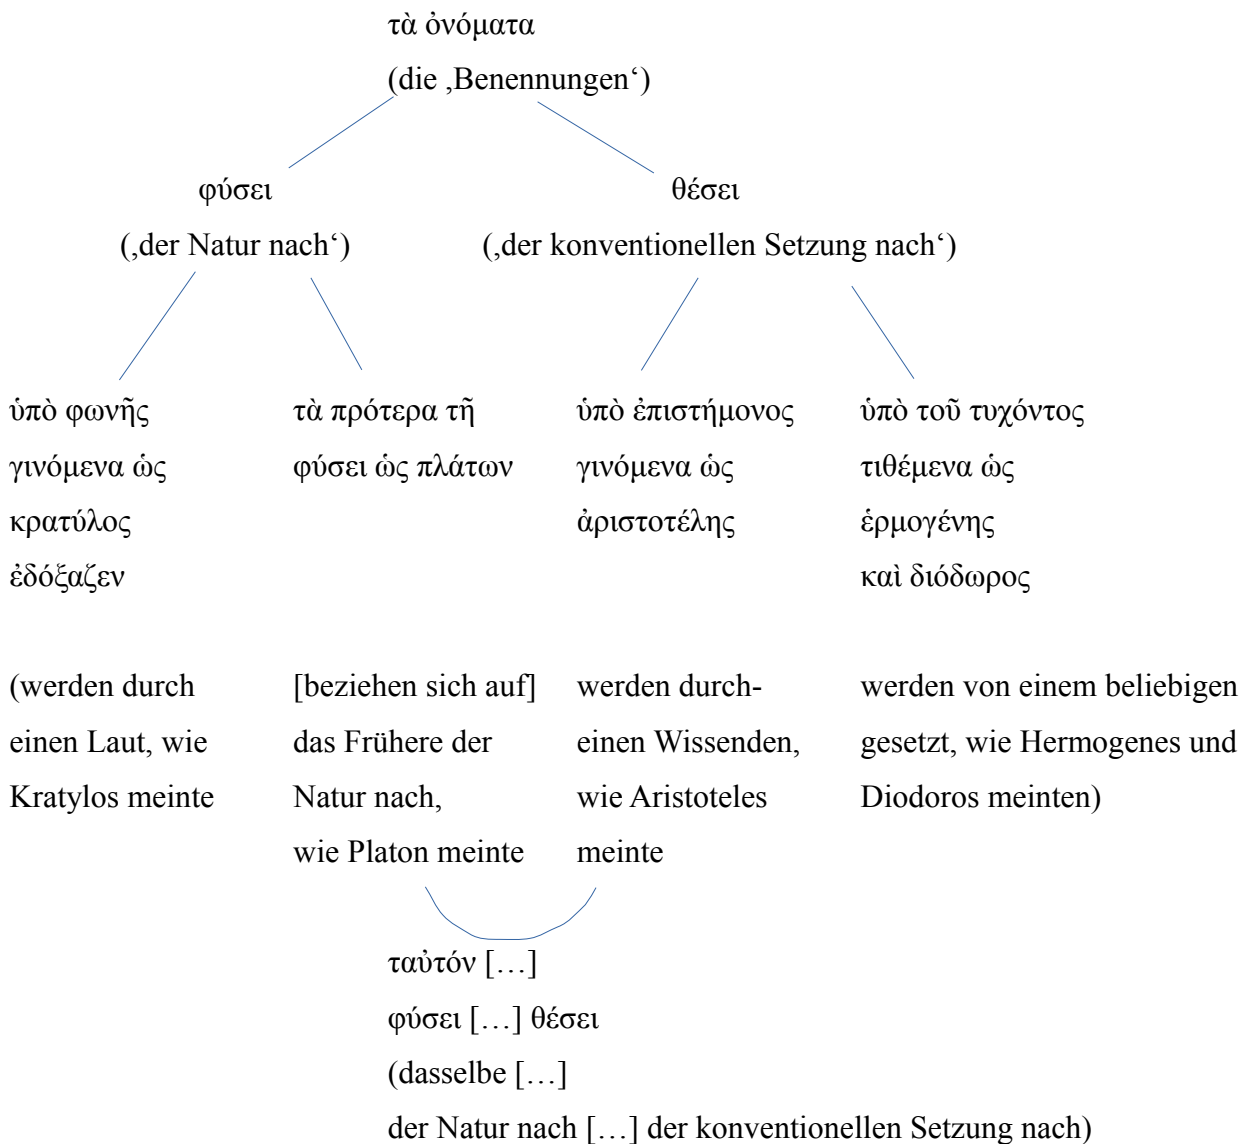 τὰ ὀνόματα
(die ‚Benennungen‘)
φύσει
(‚der Natur nach‘)
θέσει
(‚der konventionellen Setzung nach‘)
ὑπὸ φωνῆς
γινόμενα ὡς
κρατύλος
ἐδόξαζεν
τὰ πρότερα τῆ
φύσει ὡς πλάτων
ὑπὸ ἐπιστήμονος
γινόμενα ὡς
ἀριστοτέλης
ὑπὸ τοῦ τυχόντος
τιθέμενα ὡς
ἑρμογένης
καὶ διόδωρος
(werden durch
einen Laut, wie
Kratylos meinte
[beziehen sich auf]
das Frühere der
Natur nach,
wie Platon meinte
werden durch-
einen Wissenden,
wie Aristoteles
meinte
werden von einem beliebigen
gesetzt, wie Hermogenes und
Diodoros meinten)
ταὐτόν […]
φύσει […] θέσει
(dasselbe […]
der Natur nach […] der konventionellen Setzung nach)